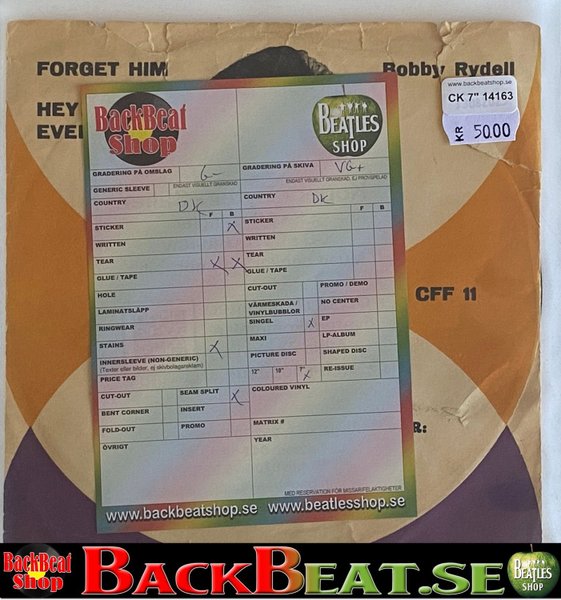 FORGET HIM
Bobby Rydell
HEY
EVE
www.backbeatshop.se
CK 7" 14163
KR 50.00
BackBeat
Shop
BEATLES
SHOP
GRADERING PÅ OMSLAG G-
GRADERING PÅ SKIVA VG+
GENERIC SLEEVE
ENDAST VISUELLT GRANSKAD
ENDAST VISUELLT GRANSKAD, EJ PROVSPELAD
COUNTRY DK
COUNTRY DK
F B
F B
STICKER X
STICKER
WRITTEN
WRITTEN
TEAR X X
TEAR
GLUE / TAPE
GLUE / TAPE
HOLE
CUT-OUT
PROMO / DEMO
LAMINATSLÄPP
VÄRMESKADA /
VINYLBUBBLOR
NO CENTER
RINGWEAR
SINGEL X
EP
STAINS X
MAXI
LP-ALBUM
INNERSLEEVE (NON-GENERIC)
(Texter eller bilder, ej skivbolagsreklam)
PICTURE DISC
SHAPED DISC
PRICE TAG
12" 10" 7" X
RE-ISSUE
CUT-OUT
SEAM SPLIT X
COLOURED VINYL
BENT CORNER
INSERT
FOLD-OUT
PROMO
MATRIX #
ÖVRIGT
YEAR
MED RESERVATION FÖR MISSAR/FELAKTIGHETER
www.backbeatshop.se www.beatlesshop.se
CFF 11
R:
BackBeat
Shop
BACKBEAT.SE
BEATLES
SHOP